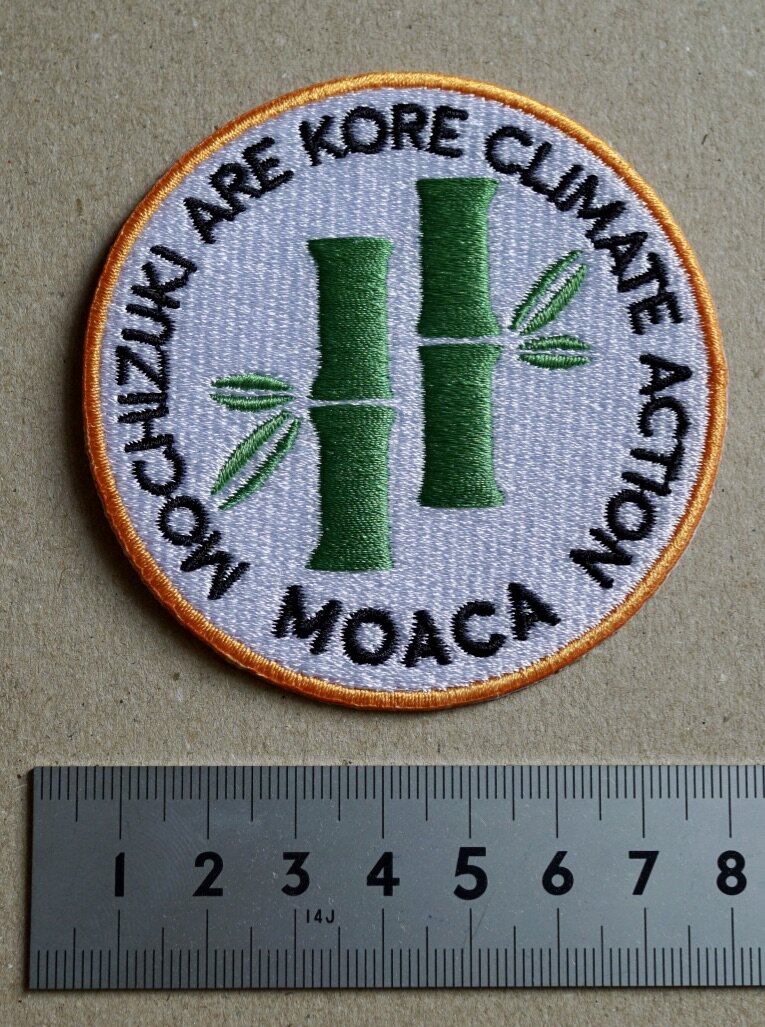 MOCHIZUKI ARE KORE CLIMATE ACTION
MOACA
1 2 3 4 5 6 7 8
14J